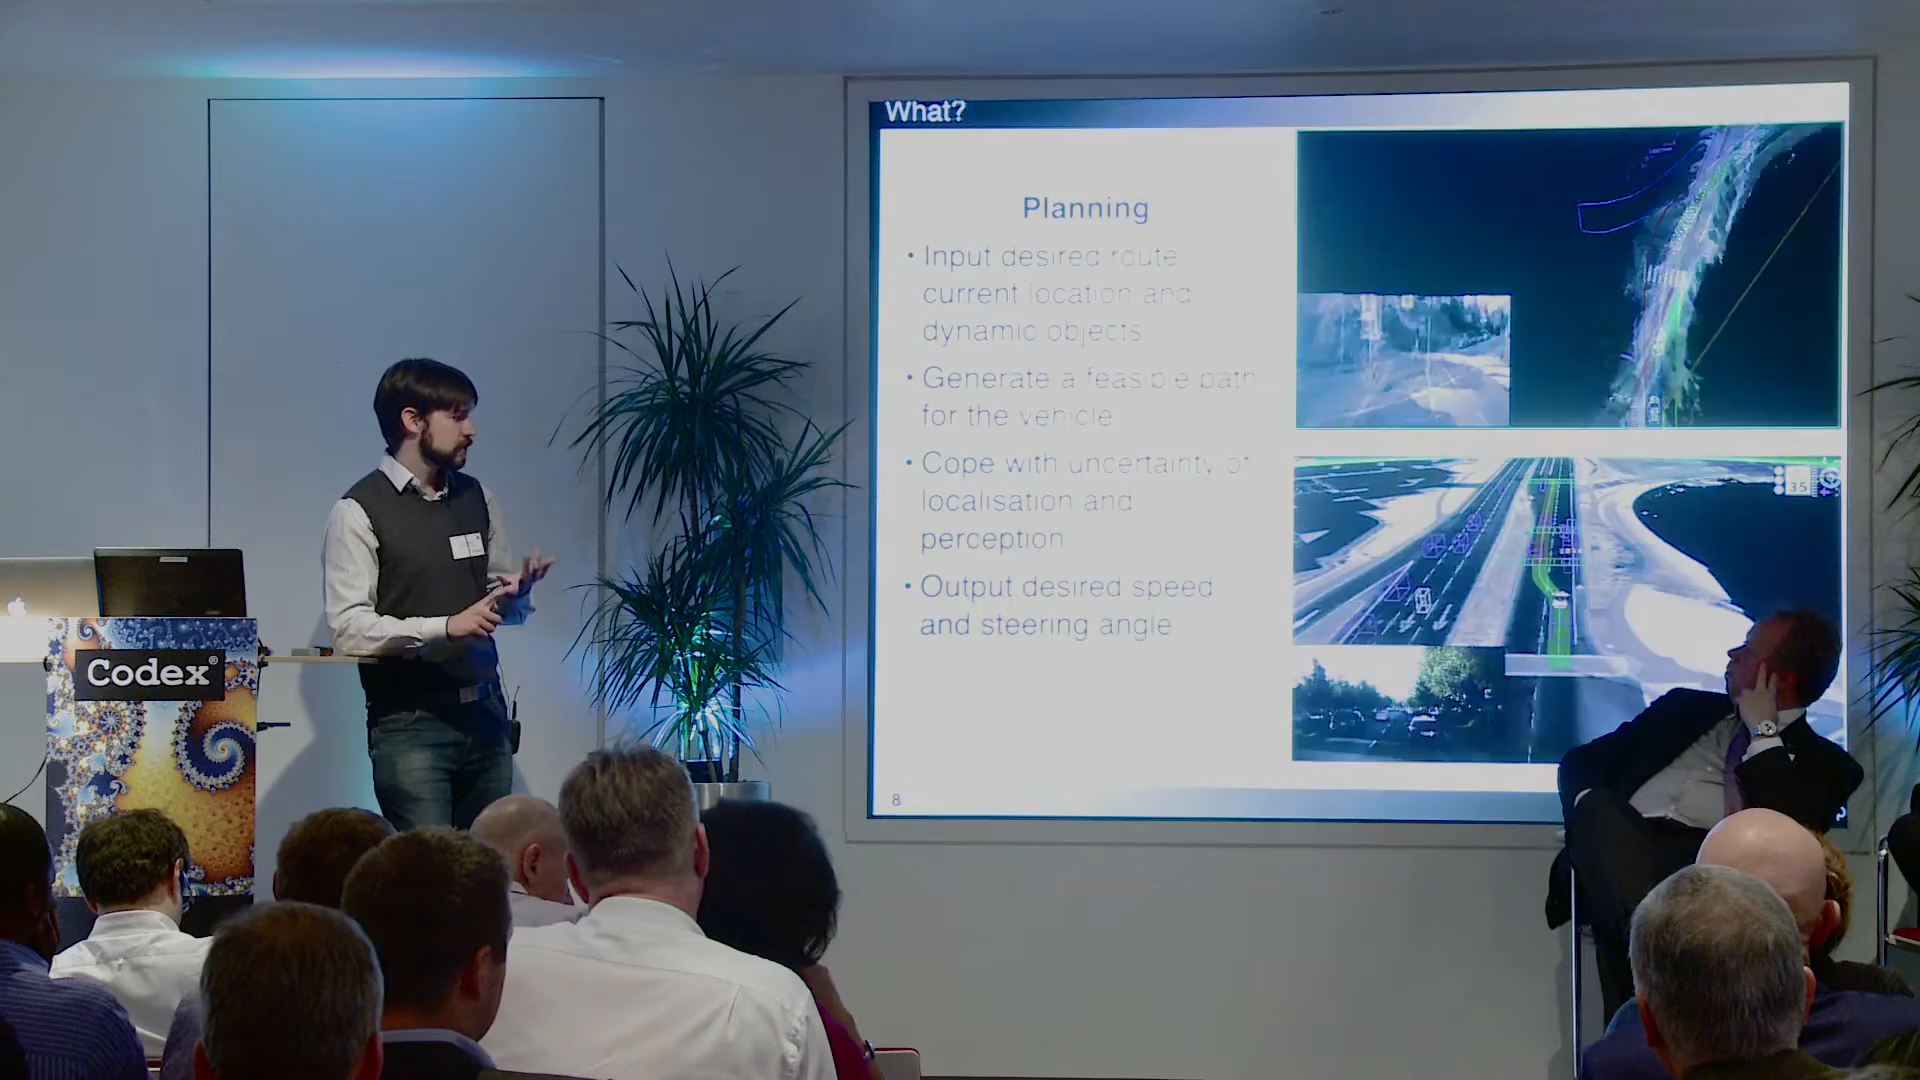 What?
Planning
• Input desired route
current location and
dynamic objects
• Generate a feasible path
for the vehicle
• Cope with uncertainty of
localisation and
perception
• Output desired speed
and steering angle
35
8
Codex®